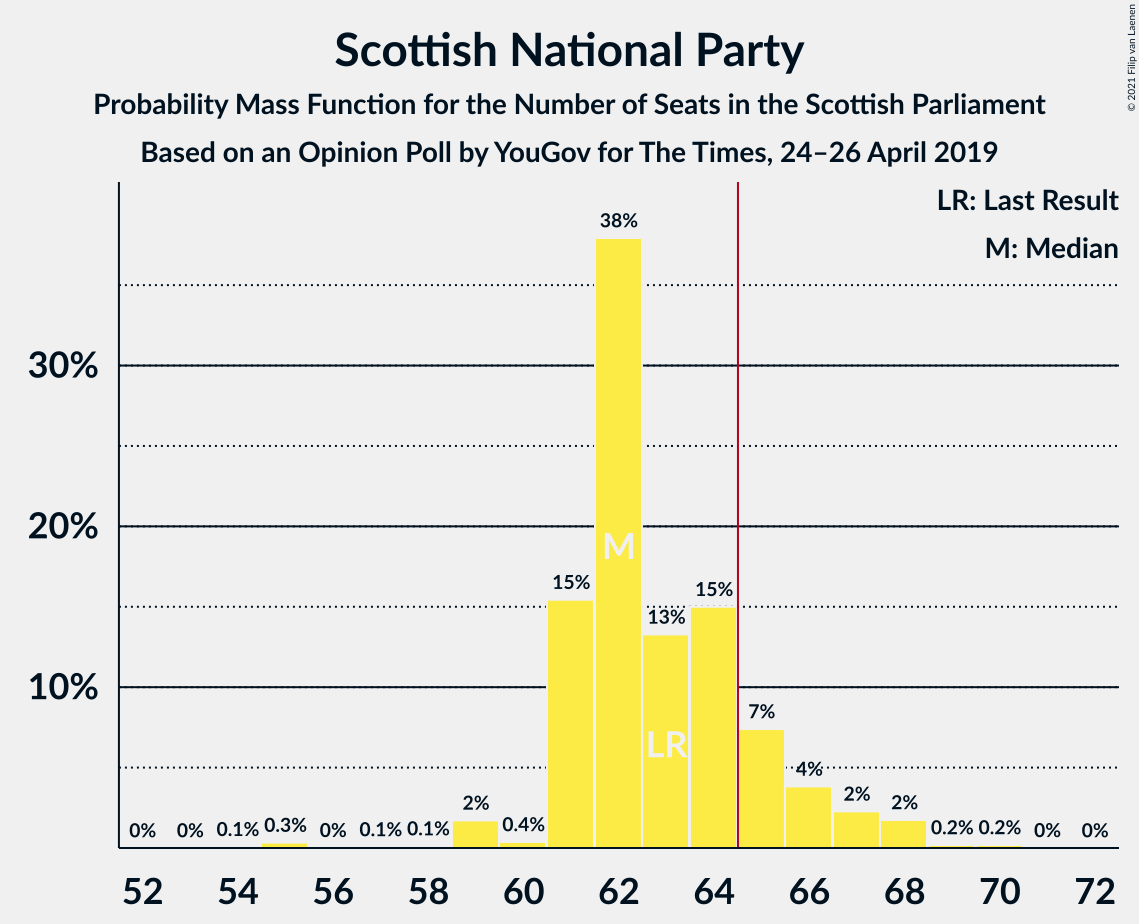 Scottish National Party
Probability Mass Function for the Number of Seats in the Scottish Parliament
Based on an Opinion Poll by YouGov for The Times, 24–26 April 2019
© 2021 Filip van Laenen
LR: Last Result
M: Median
30%
20%
10%
0%
0%
0.1%
0.3%
0%
0.1%
0.1%
2%
0.4%
15%
38%
13%
15%
7%
4%
2%
2%
0.2%
0.2%
0%
0%
M
LR
52 54 56 58 60 62 64 66 68 70 72